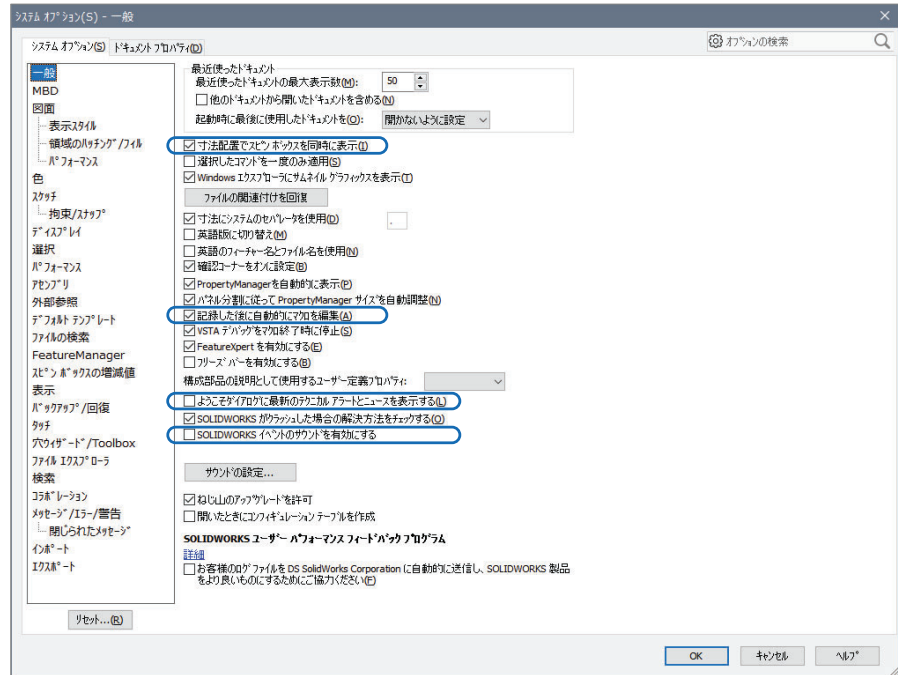 システム オプション(S) - 一般
システム オプション(S)
ドキュメント プロパティ(D)
オプションの検索
一般
MBD
図面
表示スタイル
領域のハッチング/フィル
パフォーマンス
色
スケッチ
拘束/スナップ
ディスプレイ
選択
パフォーマンス
アセンブリ
外部参照
デフォルト テンプレート
ファイルの検索
FeatureManager
スピン ボックスの増減値
表示
バックアップ/回復
タッチ
穴ウィザード/Toolbox
ファイル エクスプローラ
検索
コラボレーション
メッセージ/エラー/警告
閉じられたメッセージ
インポート
エクスポート
リセット...(R)
最近使ったドキュメント
最近使ったドキュメントの最大表示数(M): 50
他のドキュメントから開いたドキュメントを含める(N)
起動時に最後に使用したドキュメントを(O): 開かないように設定
寸法配置でスピン ボックスを同時に表示(I)
選択したコマンドを一度のみ適用(S)
Windows エクスプローラにサムネイル グラフィックスを表示(T)
ファイルの関連付けを回復
寸法にシステムのセパレータを使用(D) .
英語版に切り替え(M)
英語のフィーチャー名とファイル名を使用(N)
確認コーナーをオンに設定(B)
PropertyManagerを自動的に表示(P)
パネル分割に従って PropertyManager サイズを自動調整(N)
記録した後に自動的にマクロを編集(A)
VSTA デバッグをマクロ終了時に停止(S)
FeatureXpert を有効にする(E)
フリーズ バーを有効にする(B)
構成部品の説明として使用するユーザー定義プロパティ:
ようこそダイアログに最新のテクニカル アラートとニュースを表示する(L)
SOLIDWORKS がクラッシュした場合の解決方法をチェックする(O)
SOLIDWORKS イベントのサウンドを有効にする
サウンドの設定...
ねじ山のアップグレードを許可
開いたときにコンフィギュレーション テーブルを作成
SOLIDWORKS ユーザー パフォーマンス フィードバック プログラム
詳細
お客様のログ ファイルを DS SolidWorks Corporation に自動的に送信し、SOLIDWORKS 製品
をより良いものにするためにご協力ください(F)
OK
キャンセル
ヘルプ